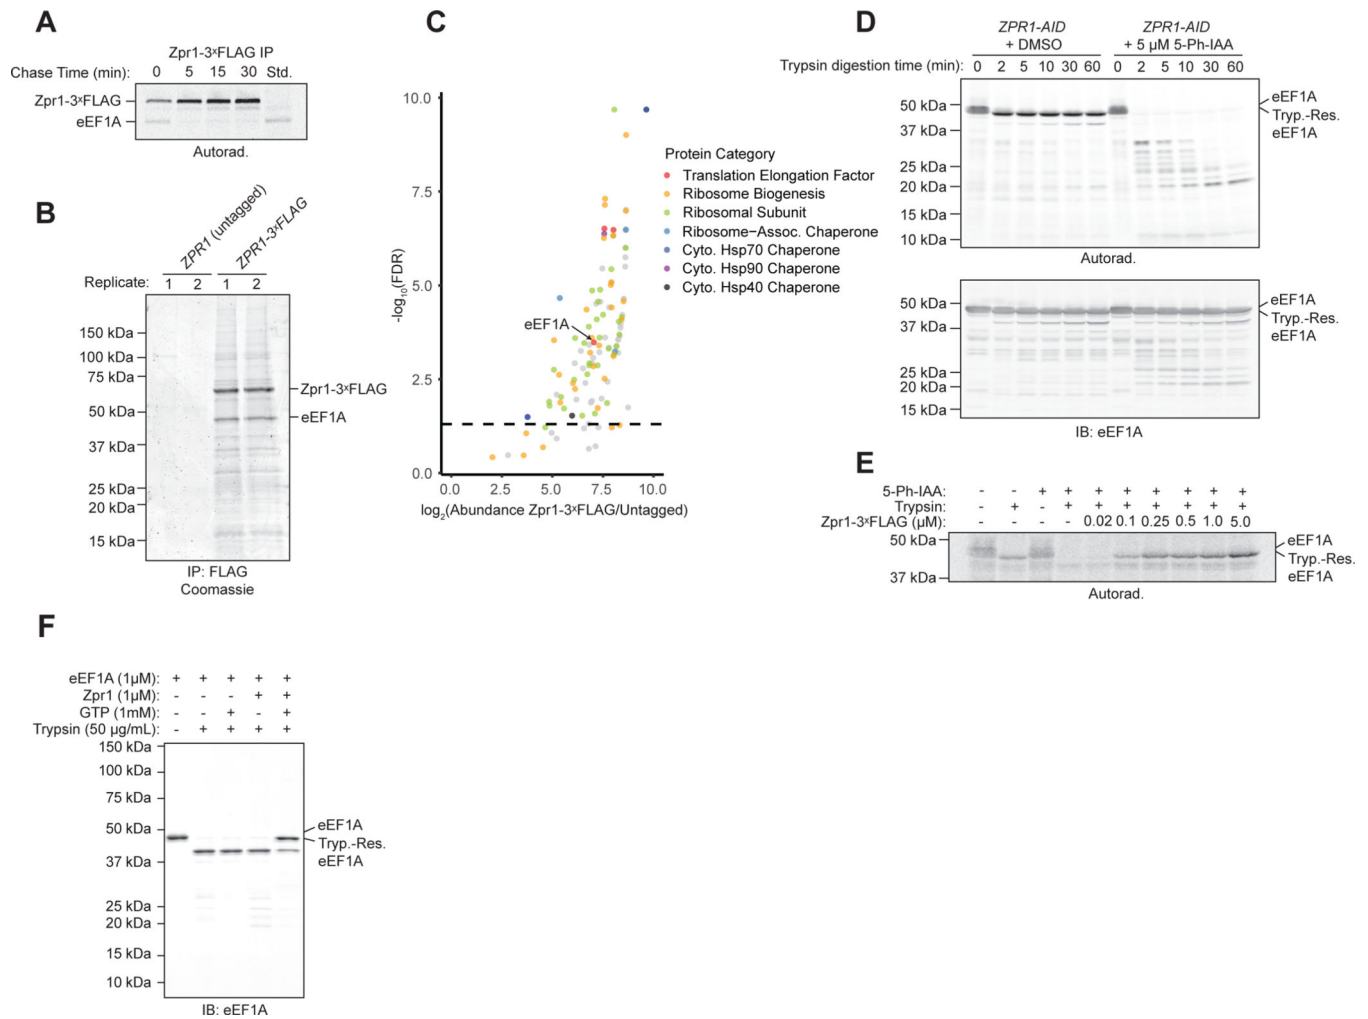 A
Zpr1-3ˣFLAG IP
Chase Time (min): 0 5 15 30 Std.
Zpr1-3ˣFLAG
eEF1A
Autorad.
B
ZPR1 (untagged)
ZPR1-3ˣFLAG
Replicate: 1 2 1 2
150 kDa
100 kDa
75 kDa
50 kDa
37 kDa
25 kDa
20 kDa
15 kDa
Zpr1-3ˣFLAG
eEF1A
IP: FLAG
Coomassie
C
-log₁₀(FDR)
10.0
7.5
5.0
2.5
0.0
eEF1A
0.0 2.5 5.0 7.5 10.0
log₂(Abundance Zpr1-3ˣFLAG/Untagged)
Protein Category
Translation Elongation Factor
Ribosome Biogenesis
Ribosomal Subunit
Ribosome-Assoc. Chaperone
Cyto. Hsp70 Chaperone
Cyto. Hsp90 Chaperone
Cyto. Hsp40 Chaperone
D
ZPR1-AID ZPR1-AID
+ DMSO + 5 µM 5-Ph-IAA
Trypsin digestion time (min): 0 2 5 10 30 60 0 2 5 10 30 60
50 kDa
37 kDa
25 kDa
20 kDa
15 kDa
10 kDa
eEF1A
Tryp.-Res.
eEF1A
Autorad.
50 kDa
37 kDa
25 kDa
20 kDa
15 kDa
eEF1A
Tryp.-Res.
eEF1A
IB: eEF1A
E
5-Ph-IAA: - - + + + + + + + +
Trypsin: - + - + + + + + + +
Zpr1-3ˣFLAG (µM): - - - - 0.02 0.1 0.25 0.5 1.0 5.0
50 kDa
37 kDa
eEF1A
Tryp.-Res.
eEF1A
Autorad.
F
eEF1A (1µM): + + + + +
Zpr1 (1µM): - - - + +
GTP (1mM): - - + - +
Trypsin (50 µg/mL): - + + + +
150 kDa
100 kDa
75 kDa
50 kDa
37 kDa
25 kDa
20 kDa
15 kDa
10 kDa
eEF1A
Tryp.-Res.
eEF1A
IB: eEF1A